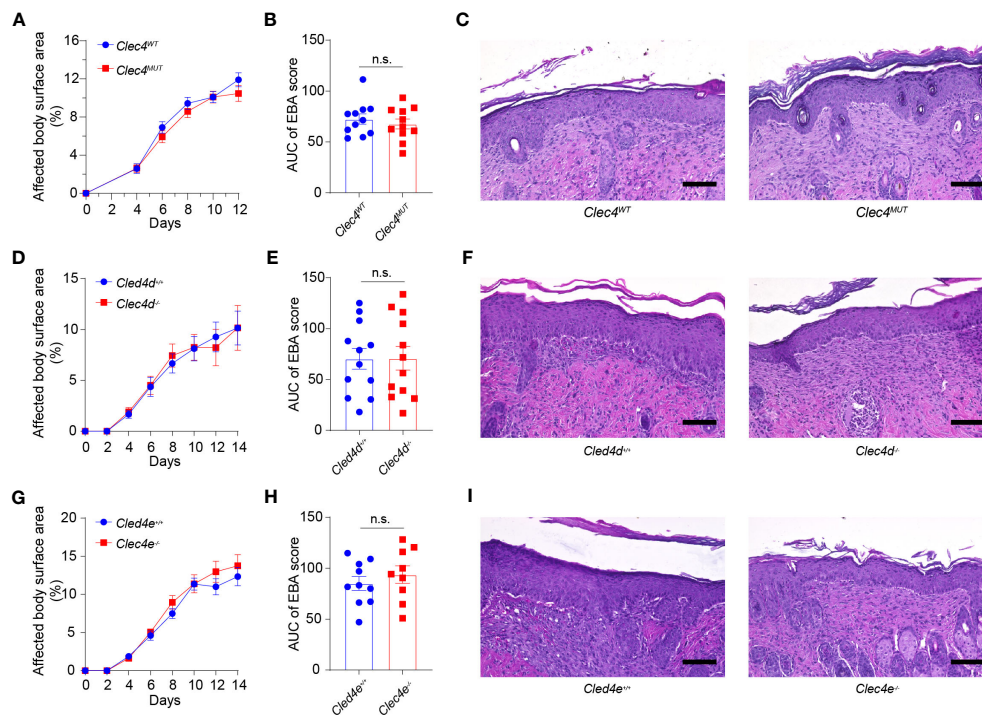 A
Affected body surface area
(%)
16
12
8
4
0
0 2 4 6 8 10 12
Days
Clec4WT
Clec4MUT
B
AUC of EBA score
150
100
50
0
n.s.
Clec4WT
Clec4MUT
C
Clec4WT
Clec4MUT
D
Affected body surface area
(%)
15
10
5
0
0 2 4 6 8 10 12 14
Days
Cled4d+/+
Clec4d-/-
E
AUC of EBA score
150
100
50
0
n.s.
Cled4d+/+
Clec4d-/-
F
Cled4d+/+
Clec4d-/-
G
Affected body surface area
(%)
20
15
10
5
0
0 2 4 6 8 10 12 14
Days
Cled4e+/+
Clec4e-/-
H
AUC of EBA score
150
100
50
0
n.s.
Cled4e+/+
Clec4e-/-
I
Cled4e+/+
Clec4e-/-